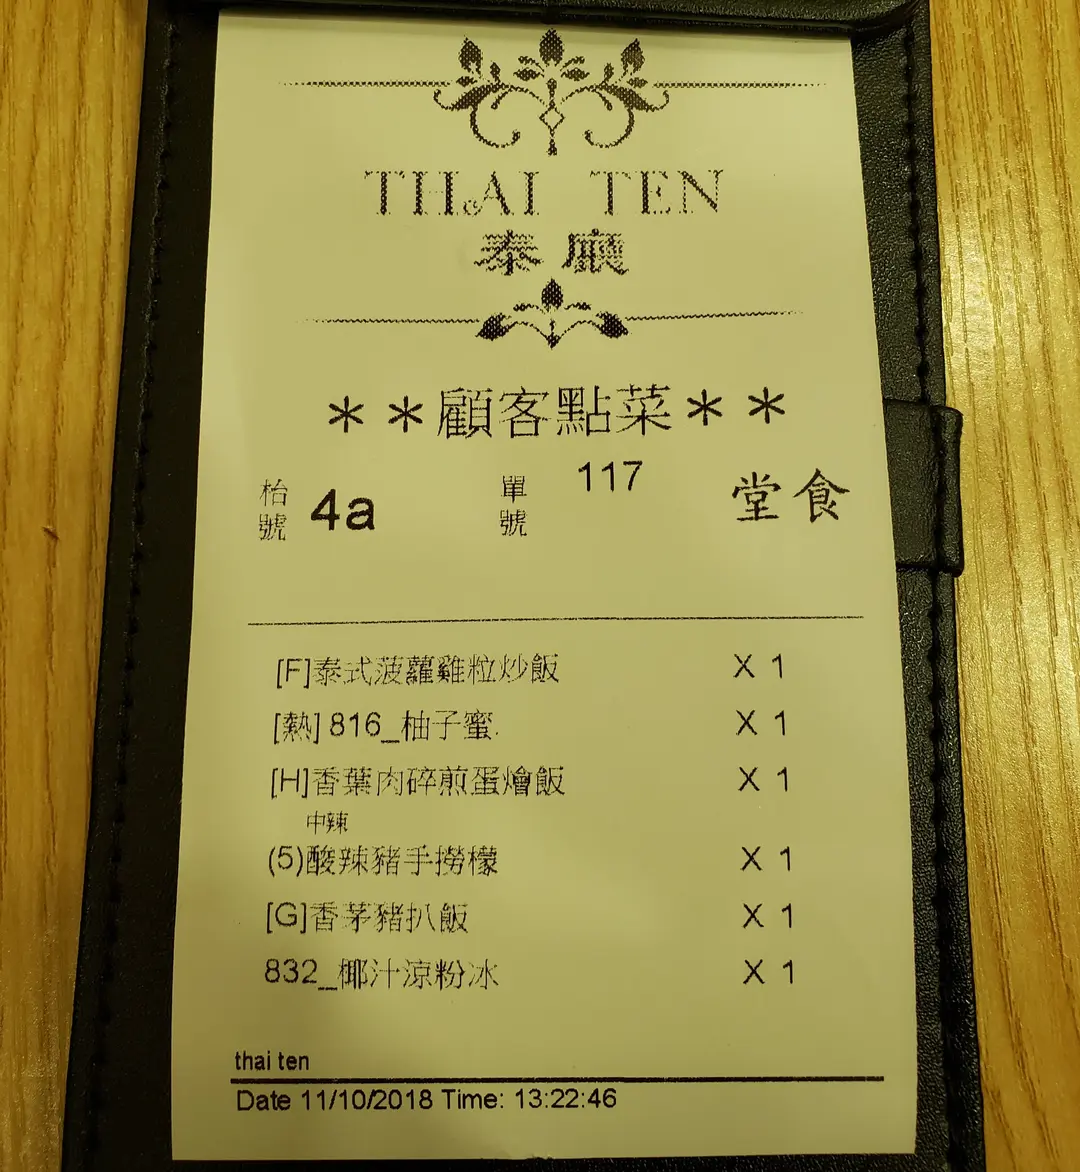 THAI TEN
泰廳
＊＊顧客點菜＊＊
枱號 4a 單號 117 堂食
[F]泰式菠蘿雞粒炒飯 X 1
[熱] 816_柚子蜜. X 1
[H]香葉肉碎煎蛋燴飯 X 1
中辣
(5)酸辣豬手撈檬 X 1
[G]香茅豬扒飯 X 1
832_椰汁涼粉冰 X 1
thai ten
Date 11/10/2018 Time: 13:22:46